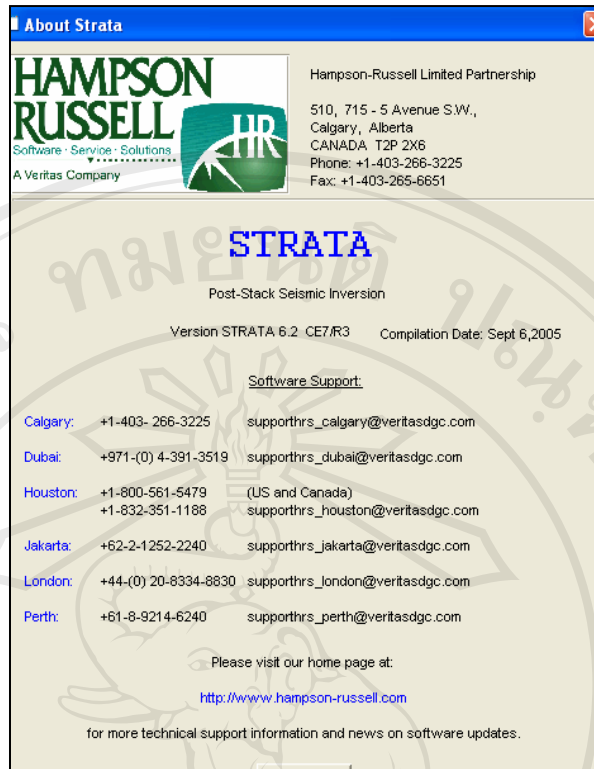 About Strata
HAMPSON
RUSSELL
Software · Service · Solutions
A Veritas Company
HR
Hampson-Russell Limited Partnership
510, 715 - 5 Avenue S.W.,
Calgary, Alberta
CANADA T2P 2X6
Phone: +1-403-266-3225
Fax: +1-403-265-6651
STRATA
Post-Stack Seismic Inversion
Version STRATA 6.2 CE7/R3 Compilation Date: Sept 6,2005
Software Support:
Calgary: +1-403- 266-3225 supporthrs_calgary@veritasdgc.com
Dubai: +971-(0) 4-391-3519 supporthrs_dubai@veritasdgc.com
Houston: +1-800-561-5479 (US and Canada)
+1-832-351-1188 supporthrs_houston@veritasdgc.com
Jakarta: +62-2-1252-2240 supporthrs_jakarta@veritasdgc.com
London: +44-(0) 20-8334-8830 supporthrs_london@veritasdgc.com
Perth: +61-8-9214-6240 supporthrs_perth@veritasdgc.com
Please visit our home page at:
http://www.hampson-russell.com
for more technical support information and news on software updates.